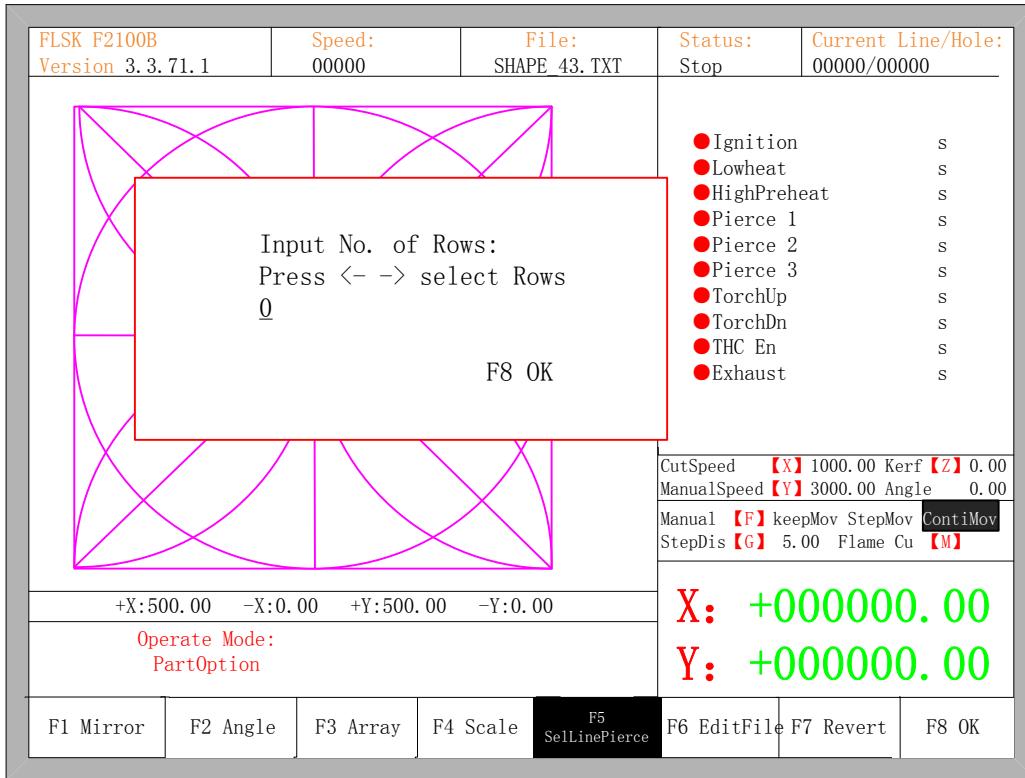 FLSK F2100B
Version 3.3.71.1
Speed:
00000
File:
SHAPE_43.TXT
Status:
Stop
Current Line/Hole:
00000/00000
Input No. of Rows:
Press <- -> select Rows
0
F8 OK
Ignition s
Lowheat s
HighPreheat s
Pierce 1 s
Pierce 2 s
Pierce 3 s
TorchUp s
TorchDn s
THC En s
Exhaust s
CutSpeed 【X】 1000.00 Kerf【Z】 0.00
ManualSpeed【Y】 3000.00 Angle 0.00
Manual 【F】 keepMov StepMov ContiMov
StepDis【G】 5.00 Flame Cu 【M】
+X:500.00 -X:0.00 +Y:500.00 -Y:0.00
Operate Mode:
PartOption
X: +000000.00
Y: +000000.00
F1 Mirror
F2 Angle
F3 Array
F4 Scale
F5
SelLinePierce
F6 EditFile
F7 Revert
F8 OK